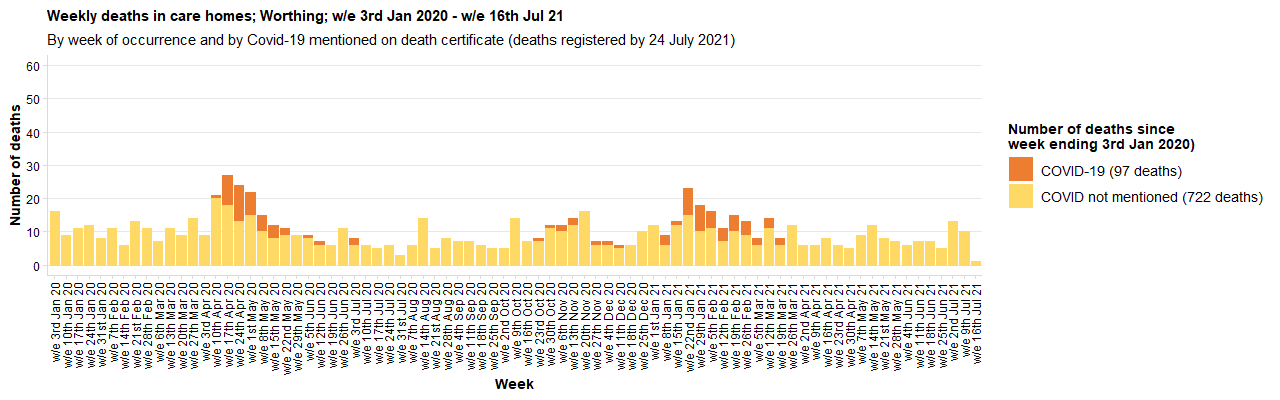 Weekly deaths in care homes; Worthing; w/e 3rd Jan 2020 - w/e 16th Jul 21
By week of occurrence and by Covid-19 mentioned on death certificate (deaths registered by 24 July 2021)
60
50
40
30
20
10
0
Number of deaths
w/e 3rd Jan 20
w/e 10th Jan 20
w/e 17th Jan 20
w/e 24th Jan 20
w/e 31st Jan 20
w/e 7th Feb 20
w/e 14th Feb 20
w/e 21st Feb 20
w/e 28th Feb 20
w/e 6th Mar 20
w/e 13th Mar 20
w/e 20th Mar 20
w/e 27th Mar 20
w/e 3rd Apr 20
w/e 10th Apr 20
w/e 17th Apr 20
w/e 24th Apr 20
w/e 1st May 20
w/e 8th May 20
w/e 15th May 20
w/e 22nd May 20
w/e 29th May 20
w/e 5th Jun 20
w/e 12th Jun 20
w/e 19th Jun 20
w/e 26th Jun 20
w/e 3rd Jul 20
w/e 10th Jul 20
w/e 17th Jul 20
w/e 24th Jul 20
w/e 31st Jul 20
w/e 7th Aug 20
w/e 14th Aug 20
w/e 21st Aug 20
w/e 28th Aug 20
w/e 4th Sep 20
w/e 11th Sep 20
w/e 18th Sep 20
w/e 25th Sep 20
w/e 2nd Oct 20
w/e 9th Oct 20
w/e 16th Oct 20
w/e 23rd Oct 20
w/e 30th Oct 20
w/e 6th Nov 20
w/e 13th Nov 20
w/e 20th Nov 20
w/e 27th Nov 20
w/e 4th Dec 20
w/e 11th Dec 20
w/e 18th Dec 20
w/e 25th Dec 20
w/e 1st Jan 21
w/e 8th Jan 21
w/e 15th Jan 21
w/e 22nd Jan 21
w/e 29th Jan 21
w/e 5th Feb 21
w/e 12th Feb 21
w/e 19th Feb 21
w/e 26th Feb 21
w/e 5th Mar 21
w/e 12th Mar 21
w/e 19th Mar 21
w/e 26th Mar 21
w/e 2nd Apr 21
w/e 9th Apr 21
w/e 16th Apr 21
w/e 23rd Apr 21
w/e 30th Apr 21
w/e 7th May 21
w/e 14th May 21
w/e 21st May 21
w/e 28th May 21
w/e 4th Jun 21
w/e 11th Jun 21
w/e 18th Jun 21
w/e 25th Jun 21
w/e 2nd Jul 21
w/e 9th Jul 21
w/e 16th Jul 21
Week
Number of deaths since
week ending 3rd Jan 2020)
COVID-19 (97 deaths)
COVID not mentioned (722 deaths)